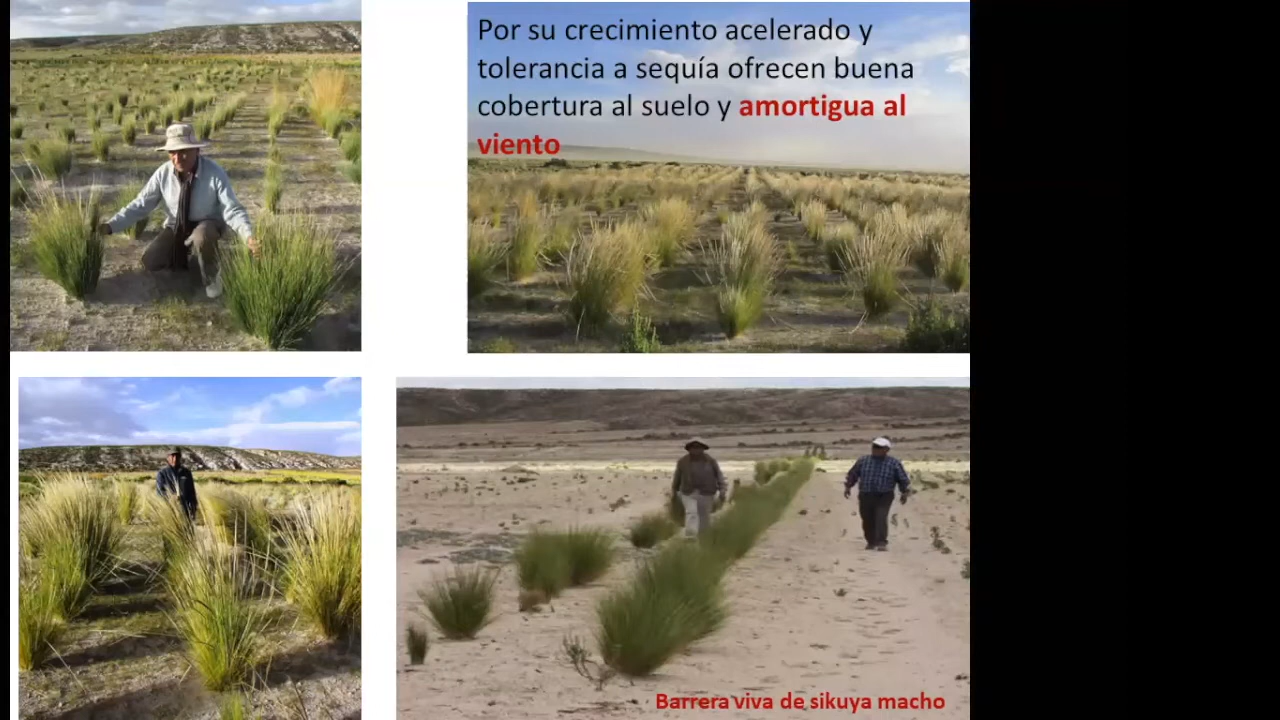 Por su crecimiento acelerado y
tolerancia a sequía ofrecen buena
cobertura al suelo y amortigua al
viento
Barrera viva de sikuya macho